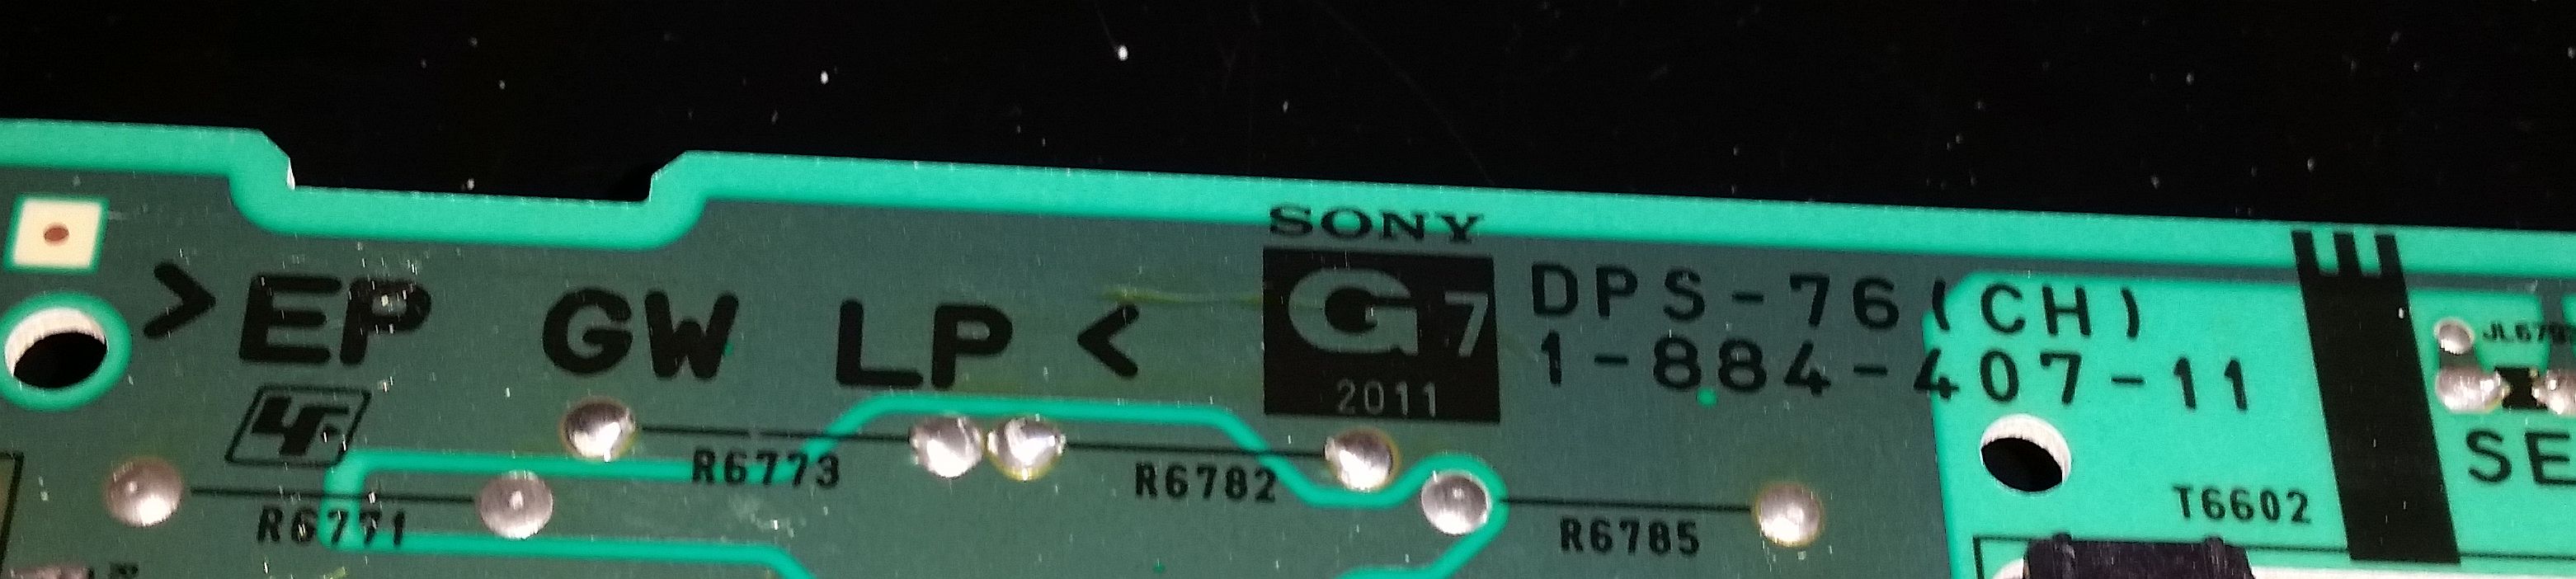 SONY
>EP GW LP<
G7
2011
DPS-76(CH)
1-884-407-11
LF
R6773
R6782
R6771
R6785
T6602
SE